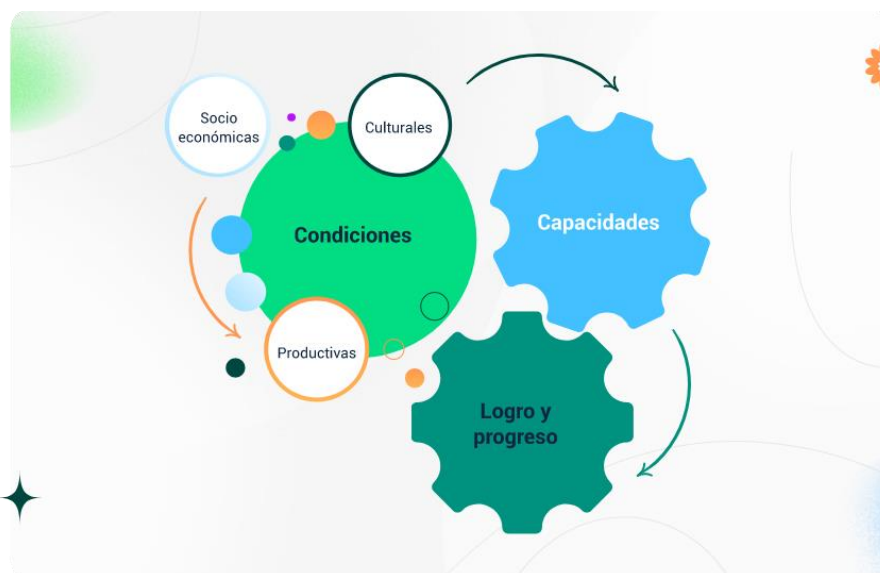 Socio
económicas
Culturales
Condiciones
Capacidades
Productivas
Logro y
progreso